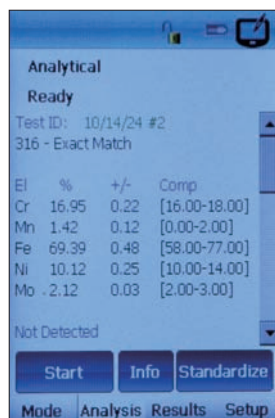 Analytical
Ready
Test ID: 10/14/24 #2
316 - Exact Match
El % +/- Comp
Cr 16.95 0.22 [16.00-18.00]
Mn 1.42 0.12 [0.00-2.00]
Fe 69.39 0.48 [58.00-77.00]
Ni 10.12 0.25 [10.00-14.00]
Mo 2.12 0.03 [2.00-3.00]
Not Detected
Start Info Standardize
Mode Analysis Results Setup